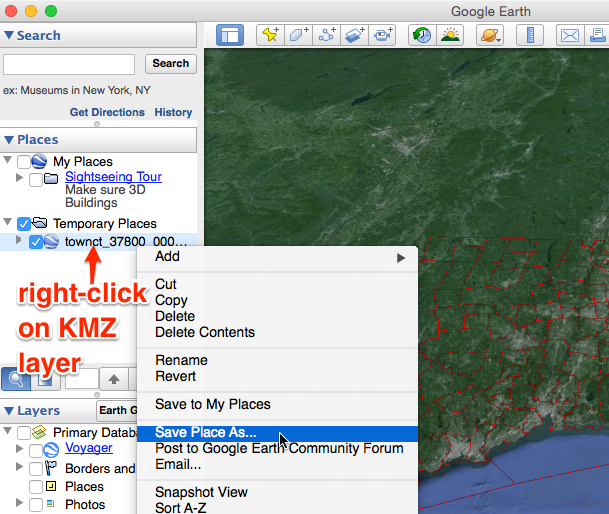 Google Earth
Search
Search
ex: Museums in New York, NY
Get Directions History
Places
My Places
Sightseeing Tour
Make sure 3D
Buildings
Temporary Places
townct_37800_000...
right-click
on KMZ
layer
Add
Cut
Copy
Delete
Delete Contents
Rename
Revert
Save to My Places
Save Place As...
Post to Google Earth Community Forum
Email...
Snapshot View
Sort A-Z
Layers
Earth G
Primary Datab
Voyager
Borders and
Places
Photos